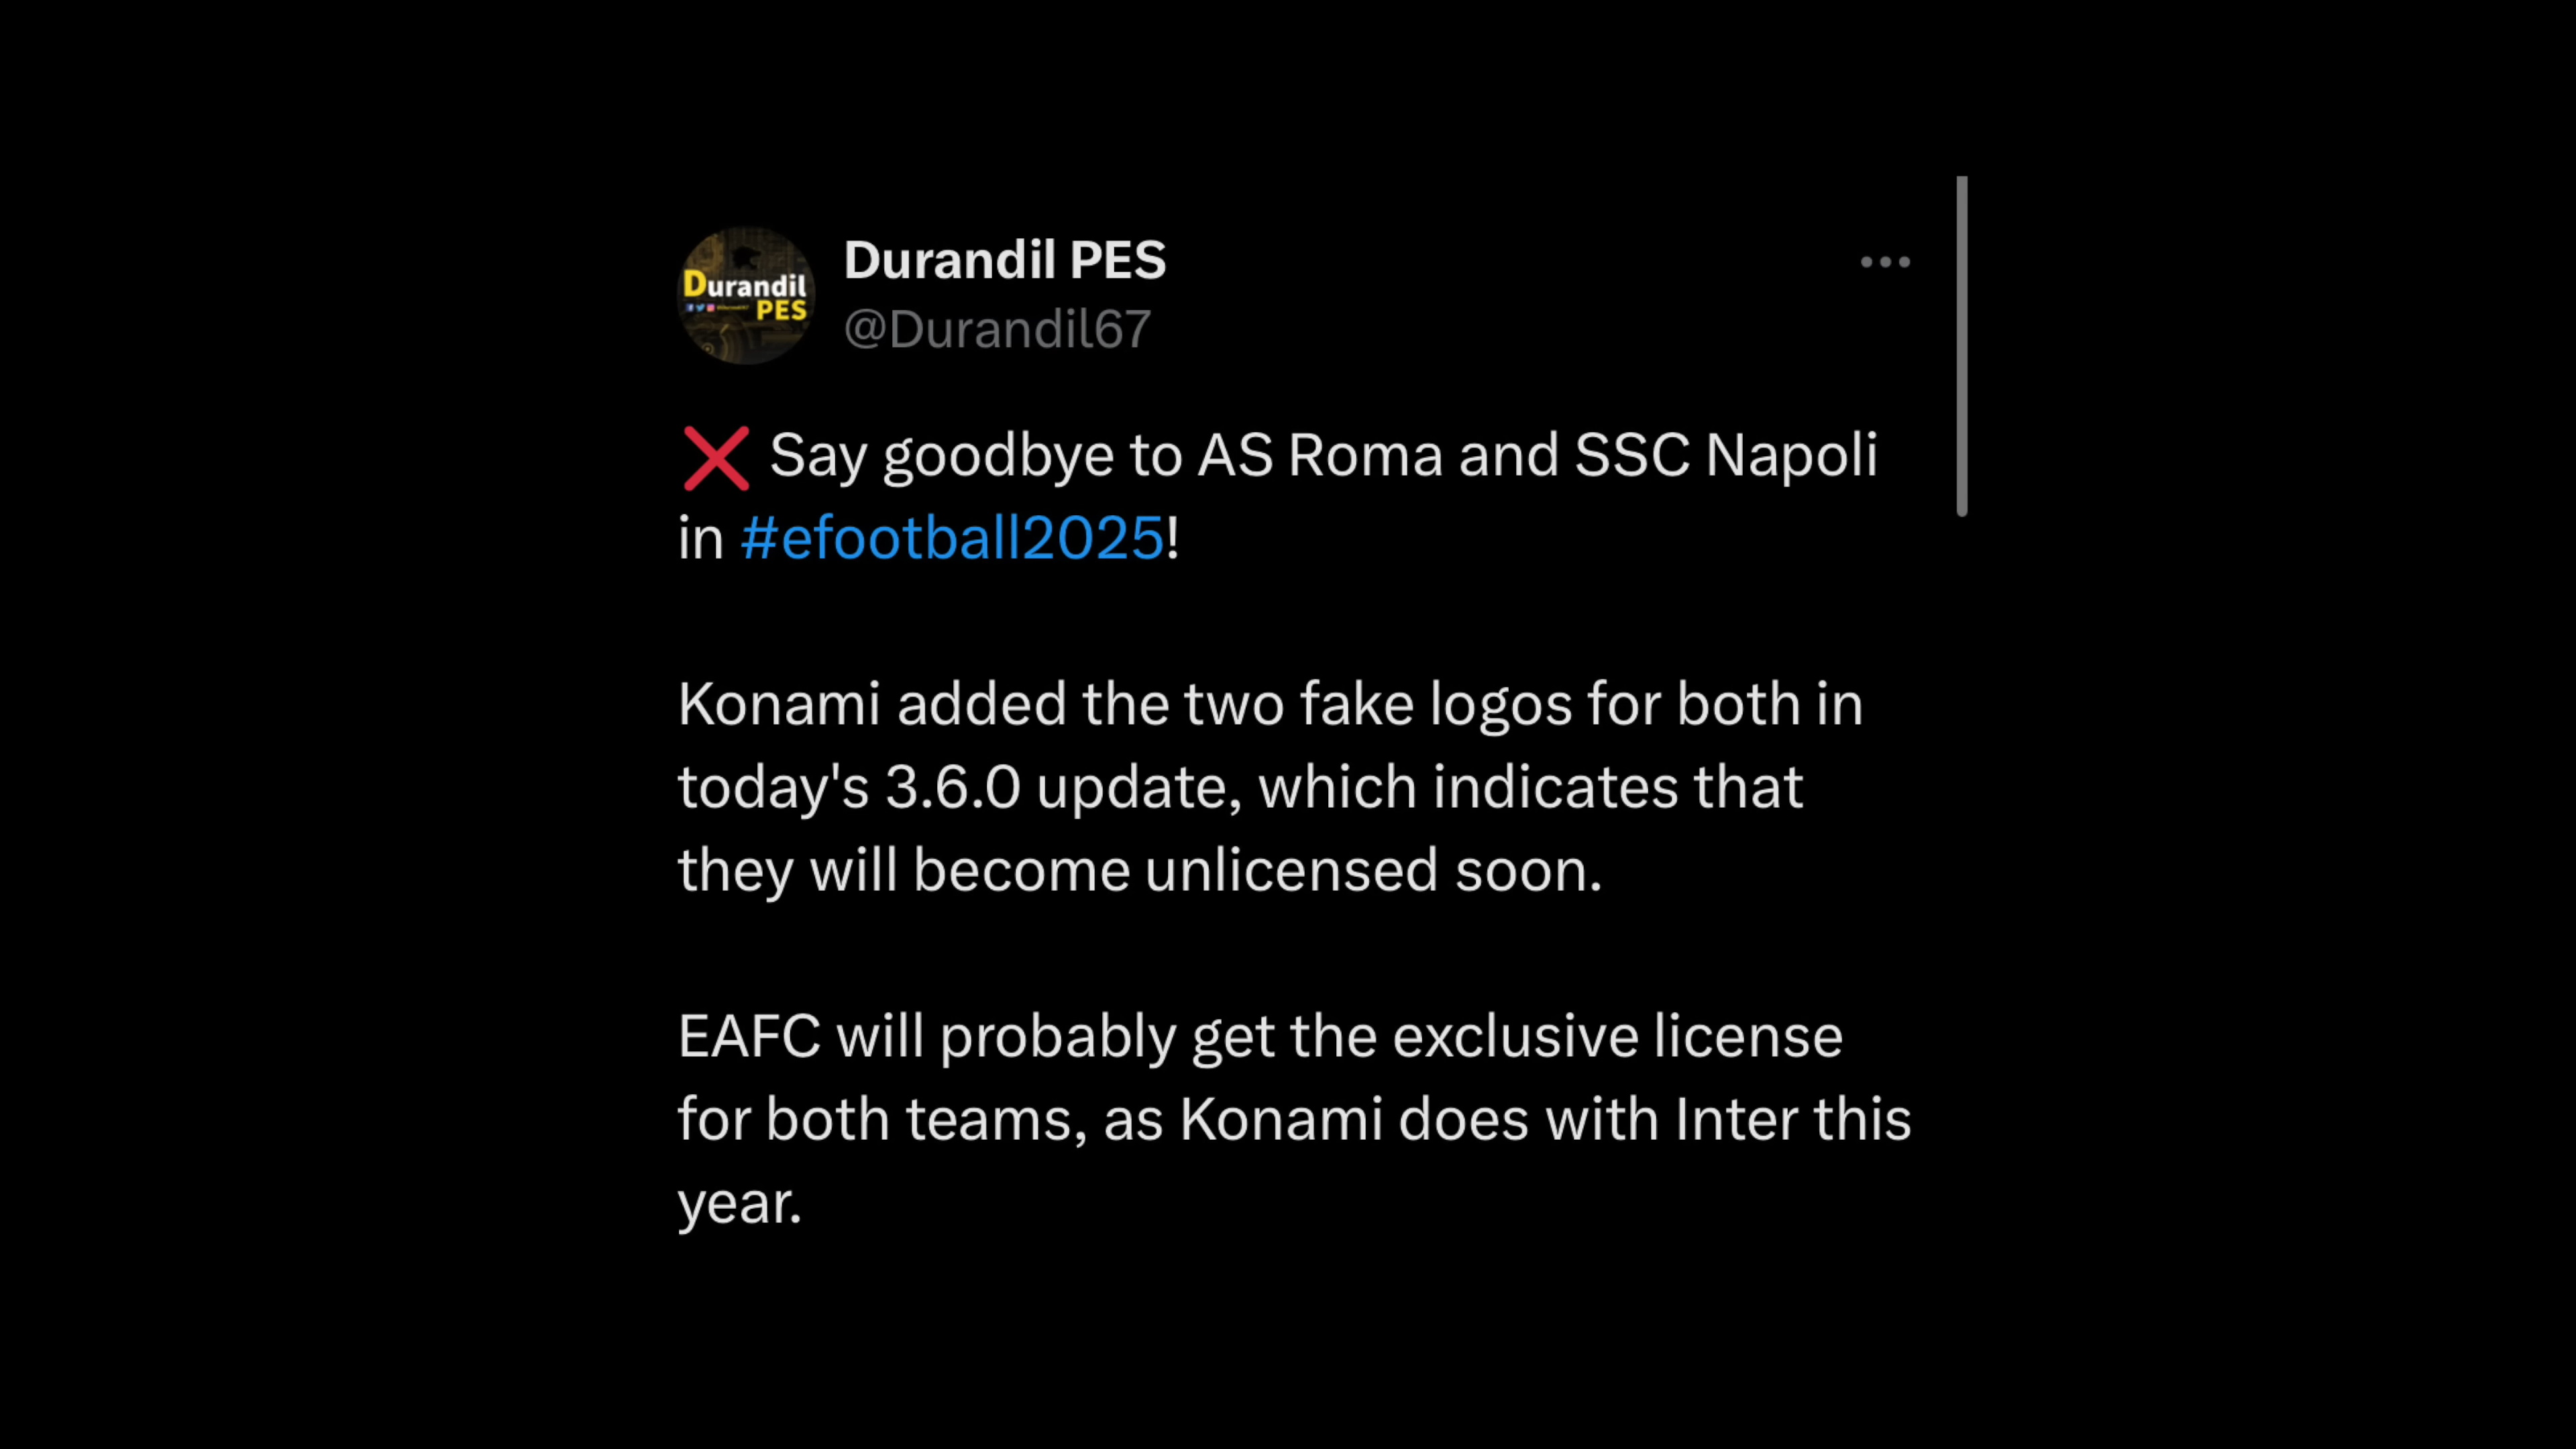 Durandil
PES
Durandil PES
@Durandil67
❌ Say goodbye to AS Roma and SSC Napoli
in #efootball2025!
Konami added the two fake logos for both in
today's 3.6.0 update, which indicates that
they will become unlicensed soon.
EAFC will probably get the exclusive license
for both teams, as Konami does with Inter this
year.